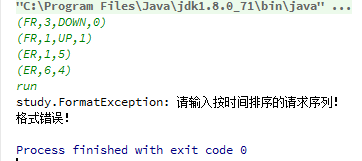 "C:\Program Files\Java\jdk1.8.0_71\bin\java" ...
(FR,3,DOWN,0)
(FR,1,UP,1)
(ER,1,5)
(ER,6,4)
run
study.FormatException: 请输入按时间排序的请求序列!
格式错误!
Process finished with exit code 0